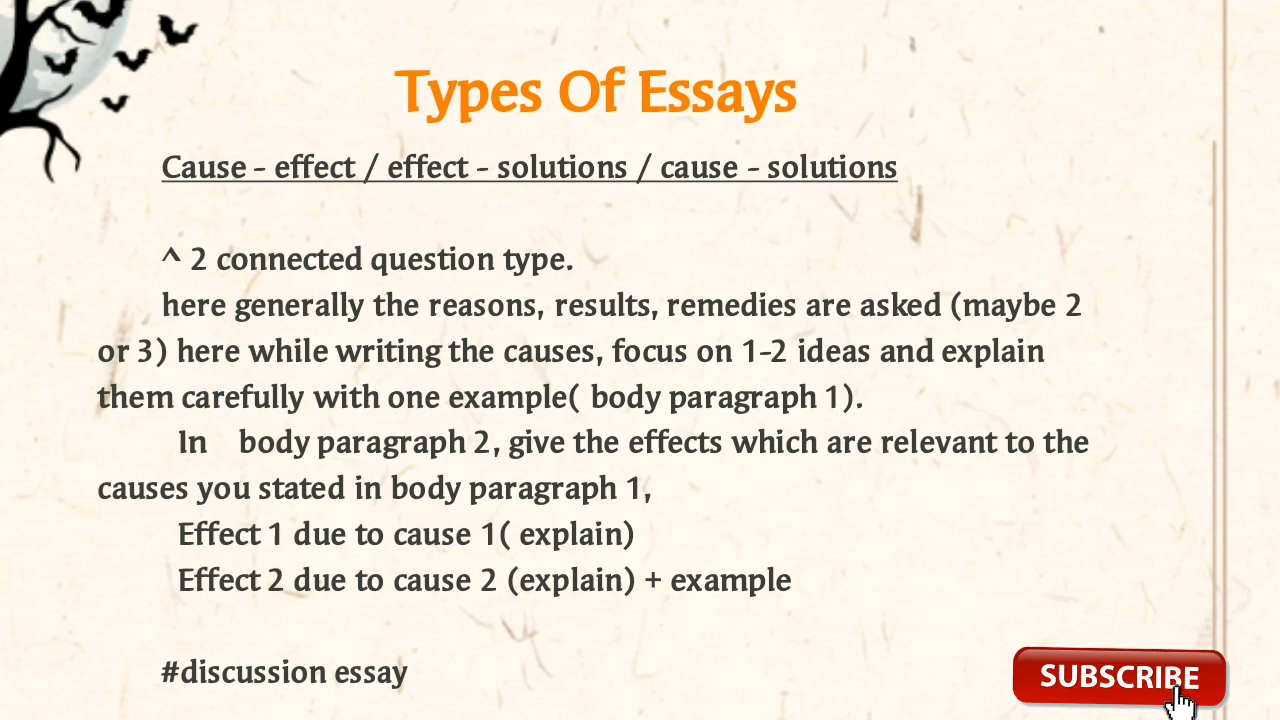 Types Of Essays
Cause - effect / effect - solutions / cause - solutions
^ 2 connected question type.
here generally the reasons, results, remedies are asked (maybe 2
or 3) here while writing the causes, focus on 1-2 ideas and explain
them carefully with one example( body paragraph 1).
In body paragraph 2, give the effects which are relevant to the
causes you stated in body paragraph 1,
Effect 1 due to cause 1( explain)
Effect 2 due to cause 2 (explain) + example
#discussion essay
SUBSCRIBE